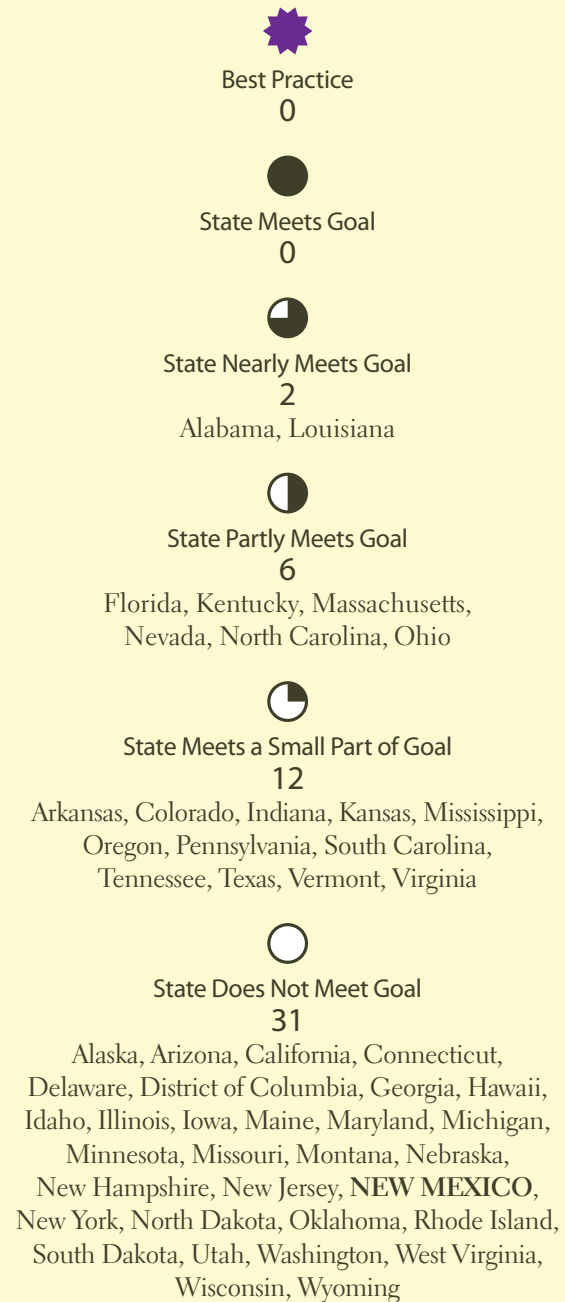 Best Practice
0
State Meets Goal
0
State Nearly Meets Goal
2
Alabama, Louisiana
State Partly Meets Goal
6
Florida, Kentucky, Massachusetts,
Nevada, North Carolina, Ohio
State Meets a Small Part of Goal
12
Arkansas, Colorado, Indiana, Kansas, Mississippi,
Oregon, Pennsylvania, South Carolina,
Tennessee, Texas, Vermont, Virginia
State Does Not Meet Goal
31
Alaska, Arizona, California, Connecticut,
Delaware, District of Columbia, Georgia, Hawaii,
Idaho, Illinois, Iowa, Maine, Maryland, Michigan,
Minnesota, Missouri, Montana, Nebraska,
New Hampshire, New Jersey, NEW MEXICO,
New York, North Dakota, Oklahoma, Rhode Island,
South Dakota, Utah, Washington, West Virginia,
Wisconsin, Wyoming